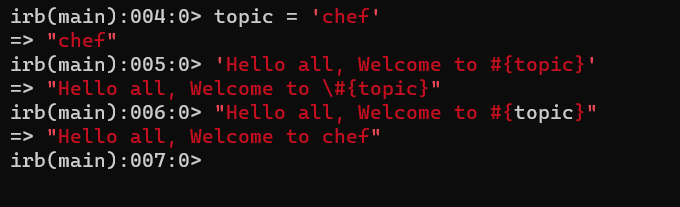 irb(main):004:0> topic = 'chef'
=> "chef"
irb(main):005:0> 'Hello all, Welcome to #{topic}'
=> "Hello all, Welcome to \#{topic}"
irb(main):006:0> "Hello all, Welcome to #{topic}"
=> "Hello all, Welcome to chef"
irb(main):007:0>